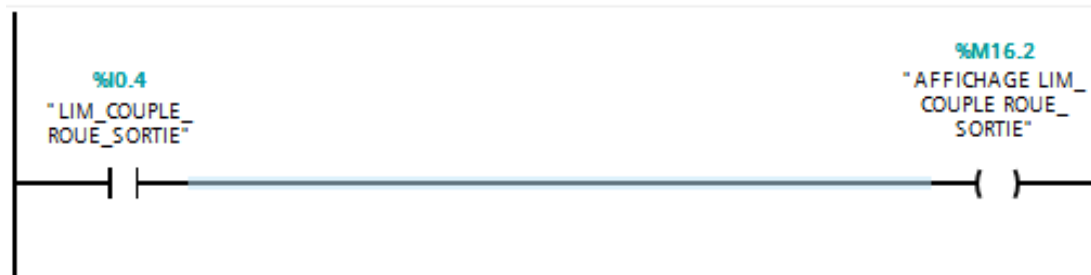 %I0.4
"LIM_COUPLE_
ROUE_SORTIE"
%M16.2
"AFFICHAGE LIM_
COUPLE ROUE_
SORTIE"